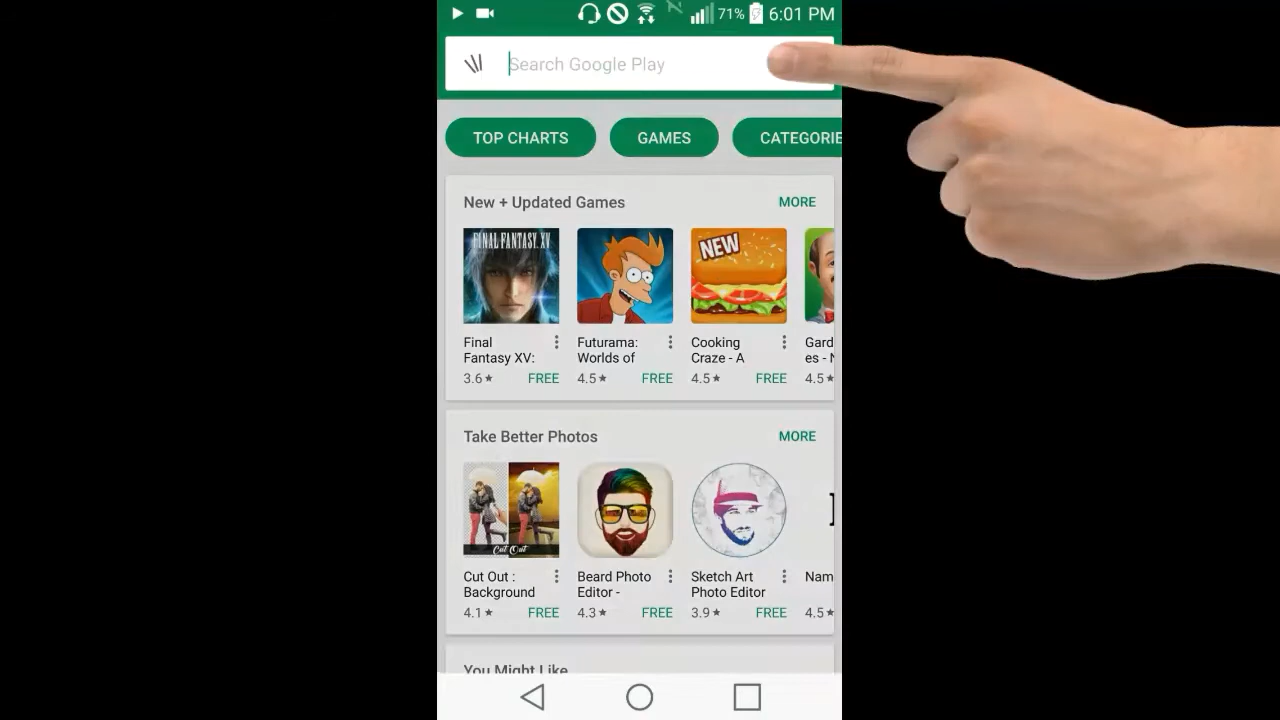 71% 6:01 PM
Search Google Play
TOP CHARTS GAMES CATEGORIE
New + Updated Games MORE
FINAL FANTASY XV
NEW
Final
Fantasy XV:
3.6★ FREE
Futurama:
Worlds of
4.5★ FREE
Cooking
Craze - A
4.5★ FREE
Gard
es - N
4.5★
Take Better Photos MORE
Cut Out
Cut Out :
Background
4.1★ FREE
Beard Photo
Editor -
4.3★ FREE
Sketch Art
Photo Editor
3.9★ FREE
Nam
4.5★
You Might Like